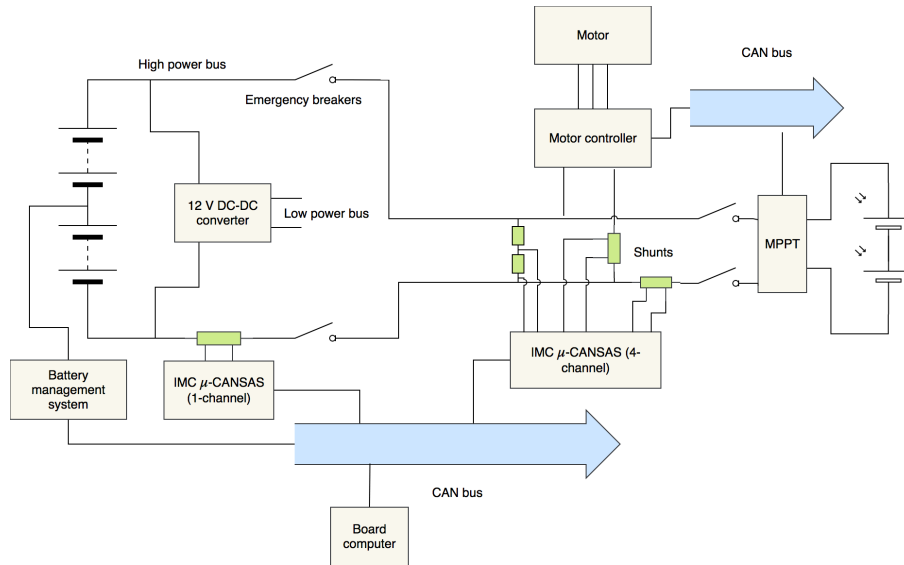 Motor
CAN bus
High power bus
Emergency breakers
Motor controller
12 V DC-DC
converter
Low power bus
MPPT
Shunts
IMC μ-CANSAS (4-
channel)
Battery
management
system
IMC μ-CANSAS
(1-channel)
CAN bus
Board
computer